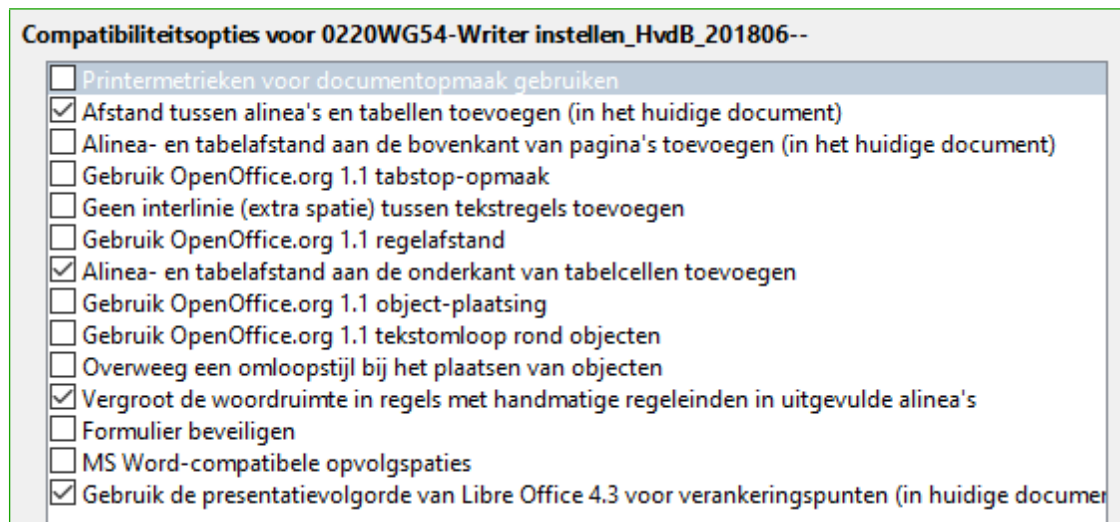 Compatibiliteitsopties voor 0220WG54-Writer instellen_HvdB_201806--
Printermetrieken voor documentopmaak gebruiken
Afstand tussen alinea's en tabellen toevoegen (in het huidige document)
Alinea- en tabelafstand aan de bovenkant van pagina's toevoegen (in het huidige document)
Gebruik OpenOffice.org 1.1 tabstop-opmaak
Geen interlinie (extra spatie) tussen tekstregels toevoegen
Gebruik OpenOffice.org 1.1 regelafstand
Alinea- en tabelafstand aan de onderkant van tabelcellen toevoegen
Gebruik OpenOffice.org 1.1 object-plaatsing
Gebruik OpenOffice.org 1.1 tekstomloop rond objecten
Overweeg een omloopstijl bij het plaatsen van objecten
Vergroot de woordruimte in regels met handmatige regeleinden in uitgevulde alinea's
Formulier beveiligen
MS Word-compatibele opvolgspaties
Gebruik de presentatievolgorde van Libre Office 4.3 voor verankeringspunten (in huidige documen